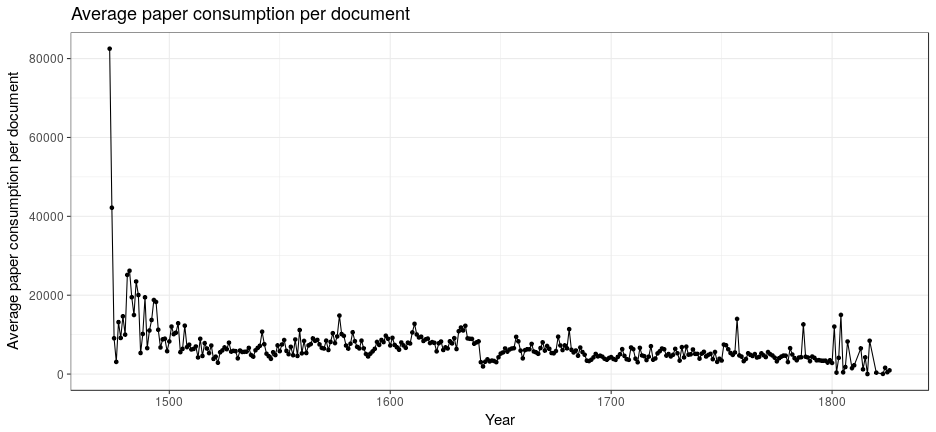 Average paper consumption per document
Average paper consumption per document
80000
60000
40000
20000
0
1500 1600 1700 1800
Year